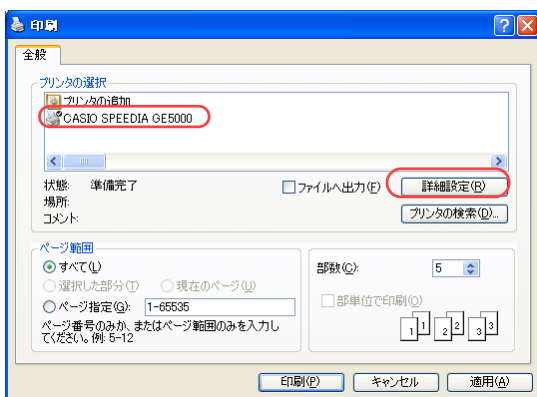 印刷
全般
プリンタの選択
プリンタの追加
CASIO SPEEDIA GE5000
状態: 準備完了
場所:
コメント:
ファイルへ出力(F)
詳細設定(R)
プリンタの検索(D)...
ページ範囲
すべて(L)
選択した部分(T) 現在のページ(U)
ページ指定(G): 1-65535
ページ番号のみか、またはページ範囲のみを入力し
てください。例: 5-12
部数(C): 5
部単位で印刷(O)
1 1 2 2 3 3
印刷(P) キャンセル 適用(A)